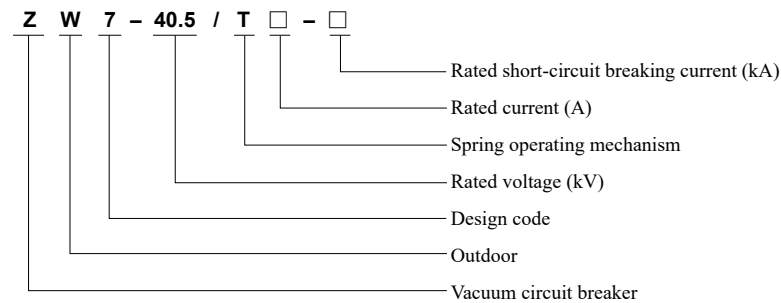 Z W 7 – 40.5 / T □ – □
Rated short-circuit breaking current (kA)
Rated current (A)
Spring operating mechanism
Rated voltage (kV)
Design code
Outdoor
Vacuum circuit breaker